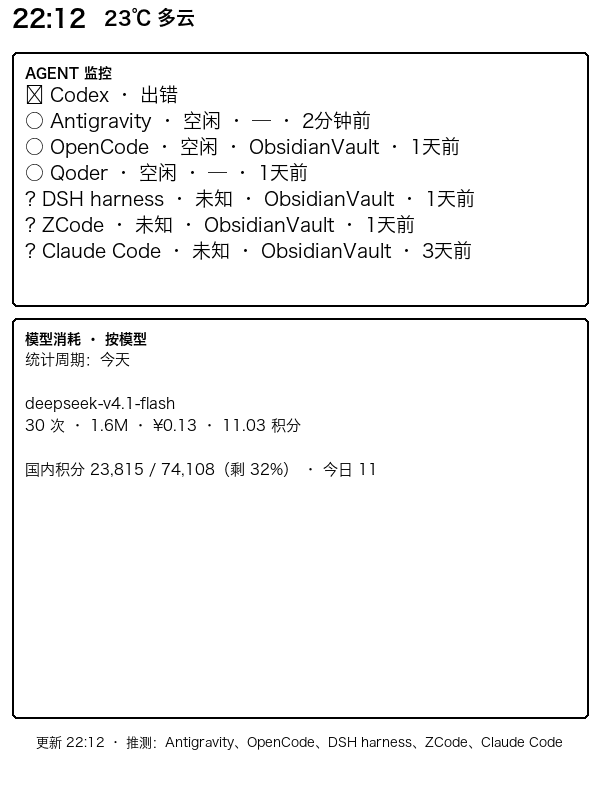 22:12 23℃ 多云
AGENT 监控
☒ Codex · 出错
○ Antigravity · 空闲 · — · 2分钟前
○ OpenCode · 空闲 · ObsidianVault · 1天前
○ Qoder · 空闲 · — · 1天前
? DSH harness · 未知 · ObsidianVault · 1天前
? ZCode · 未知 · ObsidianVault · 1天前
? Claude Code · 未知 · ObsidianVault · 3天前
模型消耗 · 按模型
统计周期: 今天
deepseek-v4.1-flash
30 次 · 1.6M · ¥0.13 · 11.03 积分
国内积分 23,815 / 74,108（剩 32%） · 今日 11
更新 22:12 · 推测: Antigravity、OpenCode、DSH harness、ZCode、Claude Code